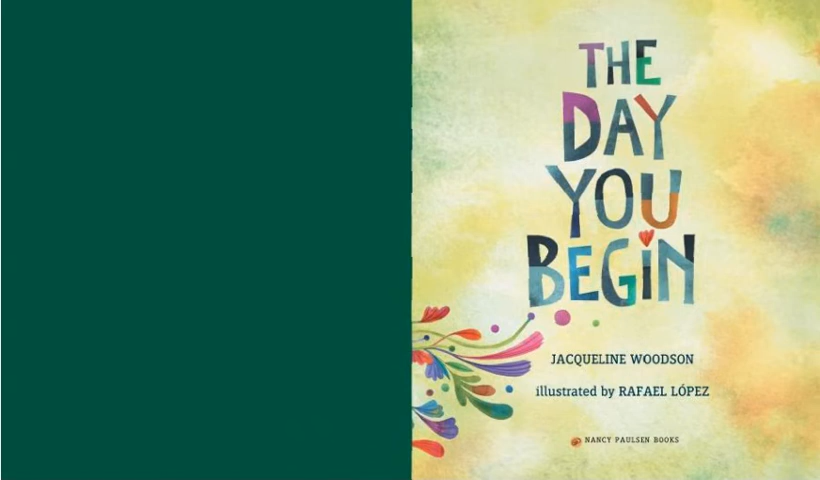 THE
DAY
YOU
BEGIN
JACQUELINE WOODSON
illustrated by RAFAEL LÓPEZ
NANCY PAULSEN BOOKS